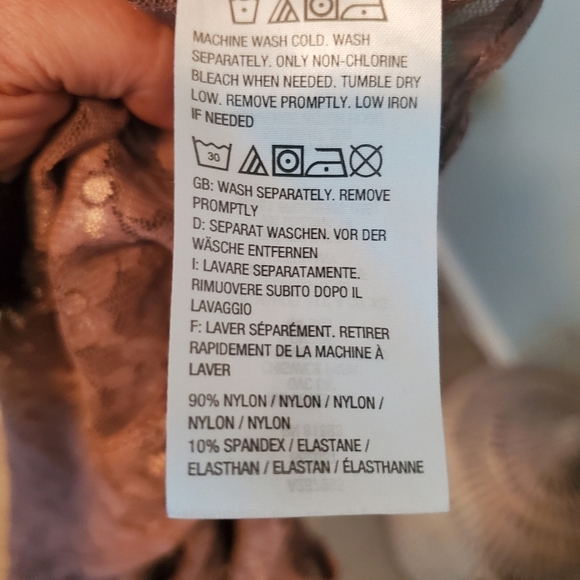 MACHINE WASH COLD. WASH
SEPARATELY. ONLY NON-CHLORINE
BLEACH WHEN NEEDED. TUMBLE DRY
LOW. REMOVE PROMPTLY. LOW IRON
IF NEEDED
30
GB: WASH SEPARATELY. REMOVE
PROMPTLY
D: SEPARAT WASCHEN. VOR DER
WÄSCHE ENTFERNEN
I: LAVARE SEPARATAMENTE.
RIMUOVERE SUBITO DOPO IL
LAVAGGIO
F: LAVER SÉPARÉMENT. RETIRER
RAPIDEMENT DE LA MACHINE À
LAVER
90% NYLON / NYLON / NYLON /
NYLON / NYLON
10% SPANDEX / ELASTANE /
ELASTHAN / ELASTAN / ÉLASTHANNE